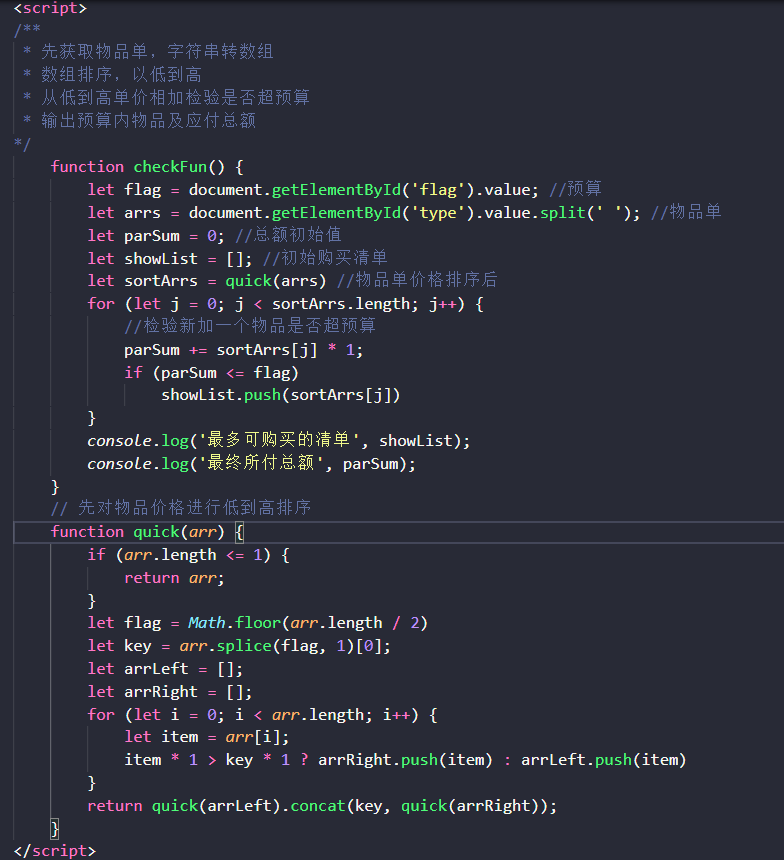 <script>
/**
 * 先获取物品单，字符串转数组
 * 数组排序，以低到高
 * 从低到高单价相加检验是否超预算
 * 输出预算内物品及应付总额
*/
    function checkFun() {
        let flag = document.getElementById('flag').value; //预算
        let arrs = document.getElementById('type').value.split(' '); //物品单
        let parSum = 0; //总额初始值
        let showList = []; //初始购买清单
        let sortArrs = quick(arrs) //物品单价格排序后
        for (let j = 0; j < sortArrs.length; j++) {
            //检验新加一个物品是否超预算
            parSum += sortArrs[j] * 1;
            if (parSum <= flag)
                showList.push(sortArrs[j])
        }
        console.log('最多可购买的清单', showList);
        console.log('最终所付总额', parSum);
    }
    // 先对物品价格进行低到高排序
    function quick(arr) {
        if (arr.length <= 1) {
            return arr;
        }
        let flag = Math.floor(arr.length / 2)
        let key = arr.splice(flag, 1)[0];
        let arrLeft = [];
        let arrRight = [];
        for (let i = 0; i < arr.length; i++) {
            let item = arr[i];
            item * 1 > key * 1 ? arrRight.push(item) : arrLeft.push(item)
        }
        return quick(arrLeft).concat(key, quick(arrRight));
    }
</script>